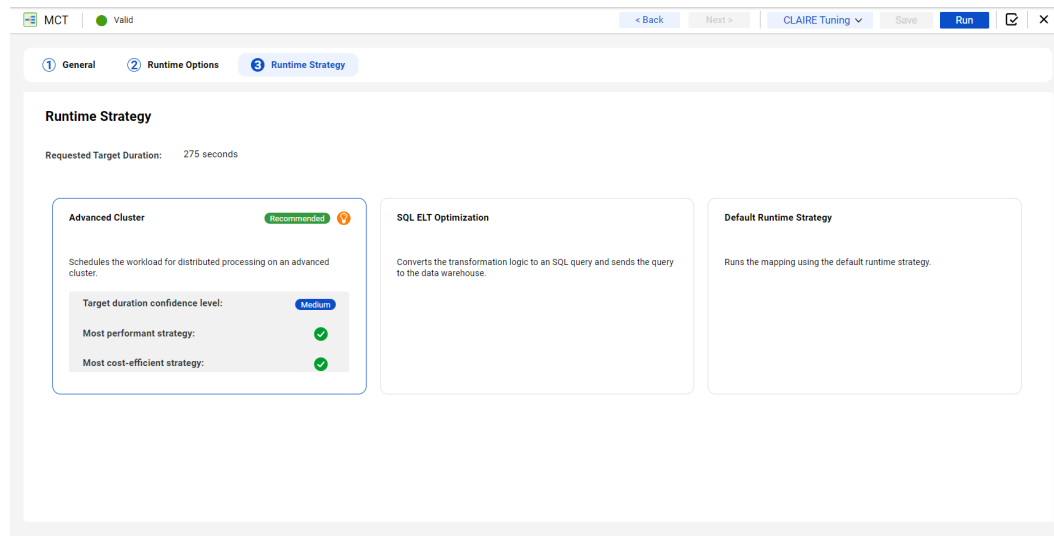 MCT
Valid
< Back
Next >
CLAIRE Tuning
Save
Run
1 General
2 Runtime Options
3 Runtime Strategy
Runtime Strategy
Requested Target Duration: 275 seconds
Advanced Cluster
Recommended
Schedules the workload for distributed processing on an advanced
cluster.
Target duration confidence level: Medium
Most performant strategy:
Most cost-efficient strategy:
SQL ELT Optimization
Converts the transformation logic to an SQL query and sends the query
to the data warehouse.
Default Runtime Strategy
Runs the mapping using the default runtime strategy.